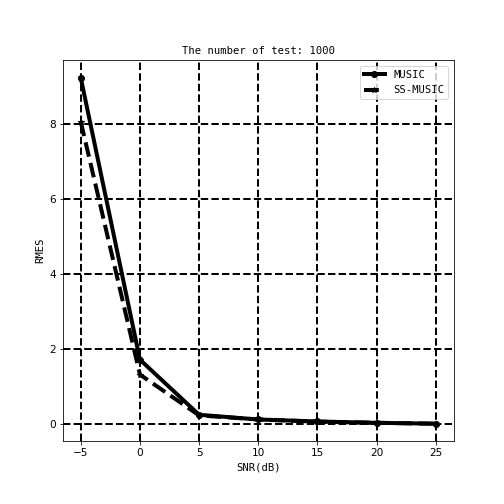 The number of test: 1000
MUSIC
SS-MUSIC
8
6
4
2
0
RMES
−5 0 5 10 15 20 25
SNR(dB)